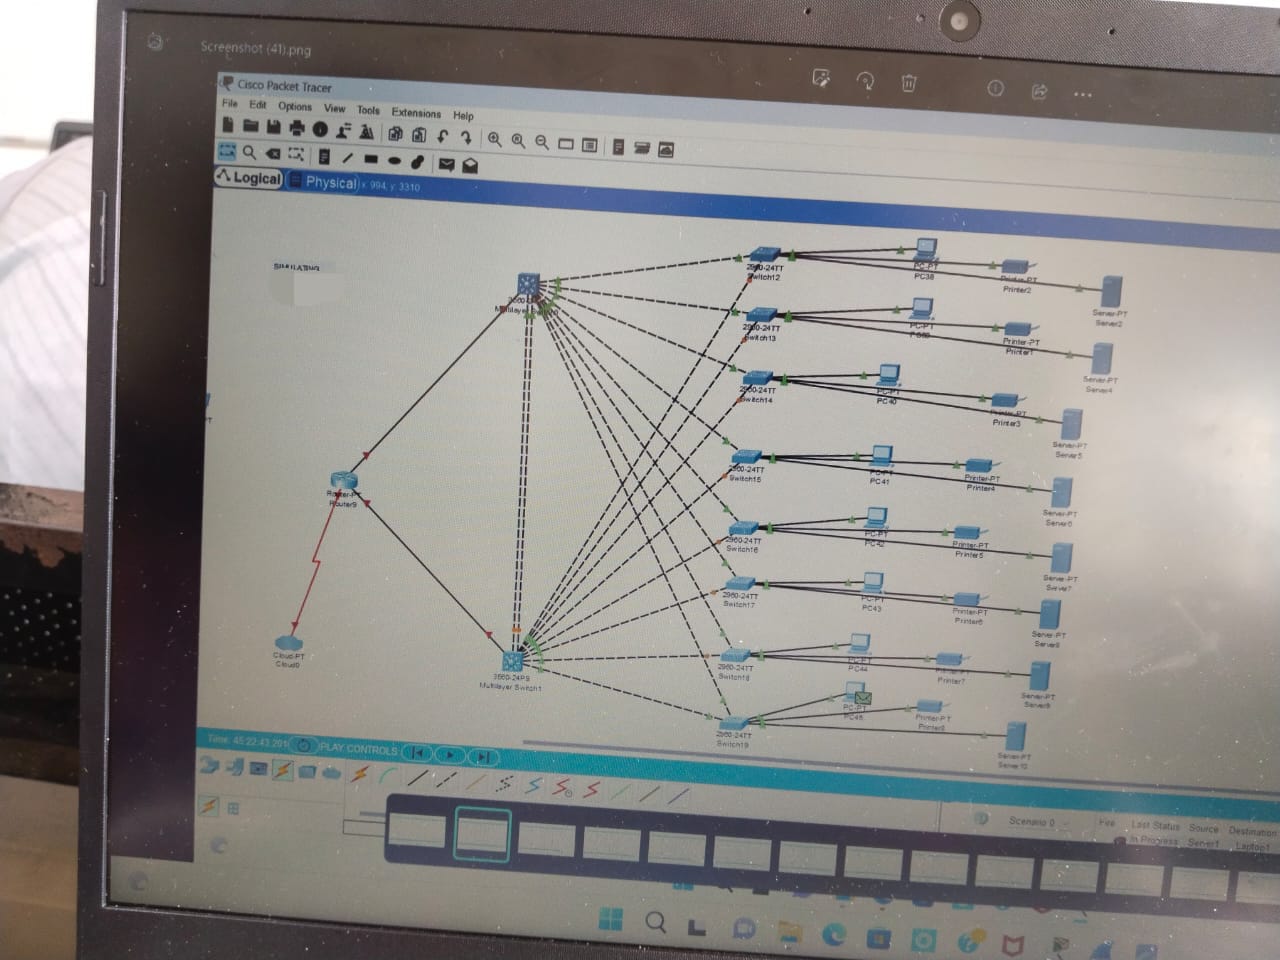 Screenshot (41).png
Cisco Packet Tracer
File Edit Options View Tools Extensions Help
Logical Physical x: 994, y: 3310
2960-24TT
Switch12
PC-PT
PC38
Printer-PT
Printer2
Server-PT
Server2
2960-24TT
Switch13
PC-PT
Printer-PT
Printer1
Server-PT
Server4
2960-24TT
Switch14
PC-PT
PC40
Printer-PT
Printer3
Server-PT
Server5
2960-24TT
Switch15
PC-PT
PC41
Printer-PT
Printer4
Server-PT
Server6
Router-PT
Router9
2960-24TT
Switch16
PC-PT
PC42
Printer-PT
Printer5
Server-PT
Server7
2960-24TT
Switch17
PC-PT
PC43
Printer-PT
Printer6
Server-PT
Server8
Cloud-PT
Cloud0
3560-24PS
Multilayer Switch1
2960-24TT
Switch18
PC-PT
PC44
Printer-PT
Printer7
Server-PT
Server9
2960-24TT
Switch19
PC-PT
PC45
Printer-PT
Printer8
Server-PT
Server10
Time: 45:22:43.201 PLAY CONTROLS
Scenario 0 Fire Last Status Source Destination
In Progress Server1 Laptop1